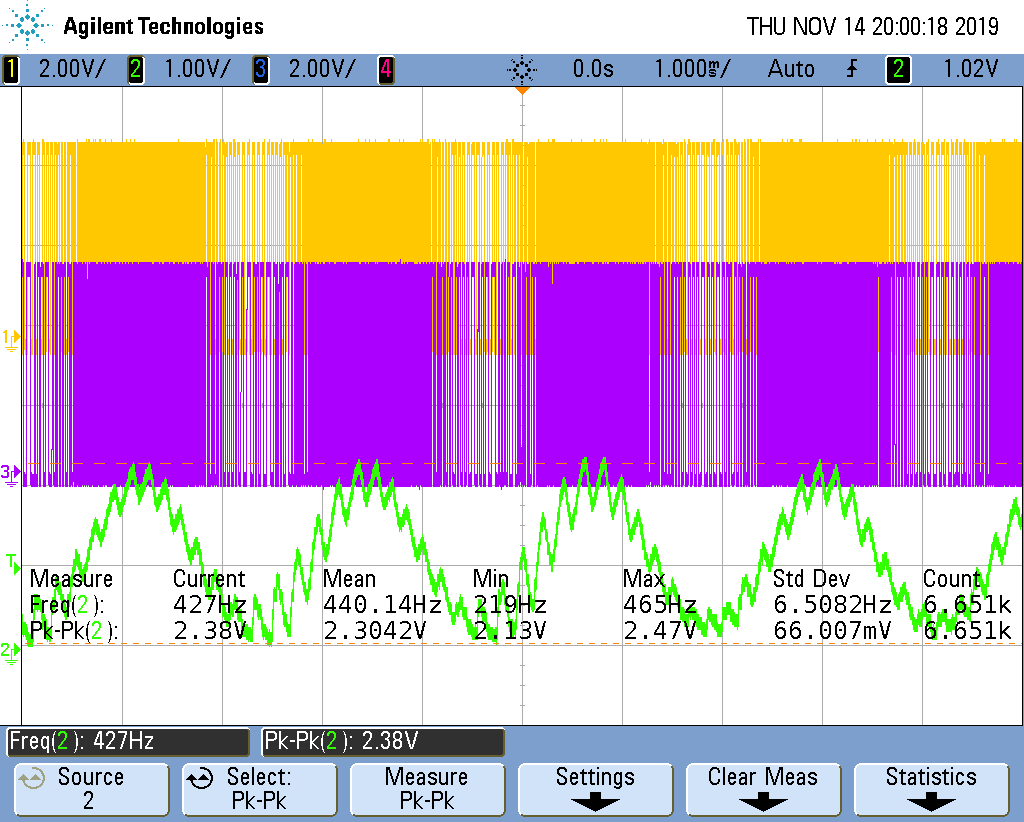 Agilent Technologies THU NOV 14 20:00:18 2019
1 2.00V/ 2 1.00V/ 3 2.00V/ 4 0.0s 1.000ms/ Auto 2 1.02V
1
3
T
Measure Current Mean Min Max Std Dev Count
Freq(2): 427Hz 440.14Hz 219Hz 465Hz 6.5082Hz 6.651k
Pk-Pk(2): 2.38V 2.3042V 2.13V 2.47V 66.007mV 6.651k
2
Freq(2): 427Hz Pk-Pk(2): 2.38V
Source Select: Measure Settings Clear Meas Statistics
2 Pk-Pk Pk-Pk